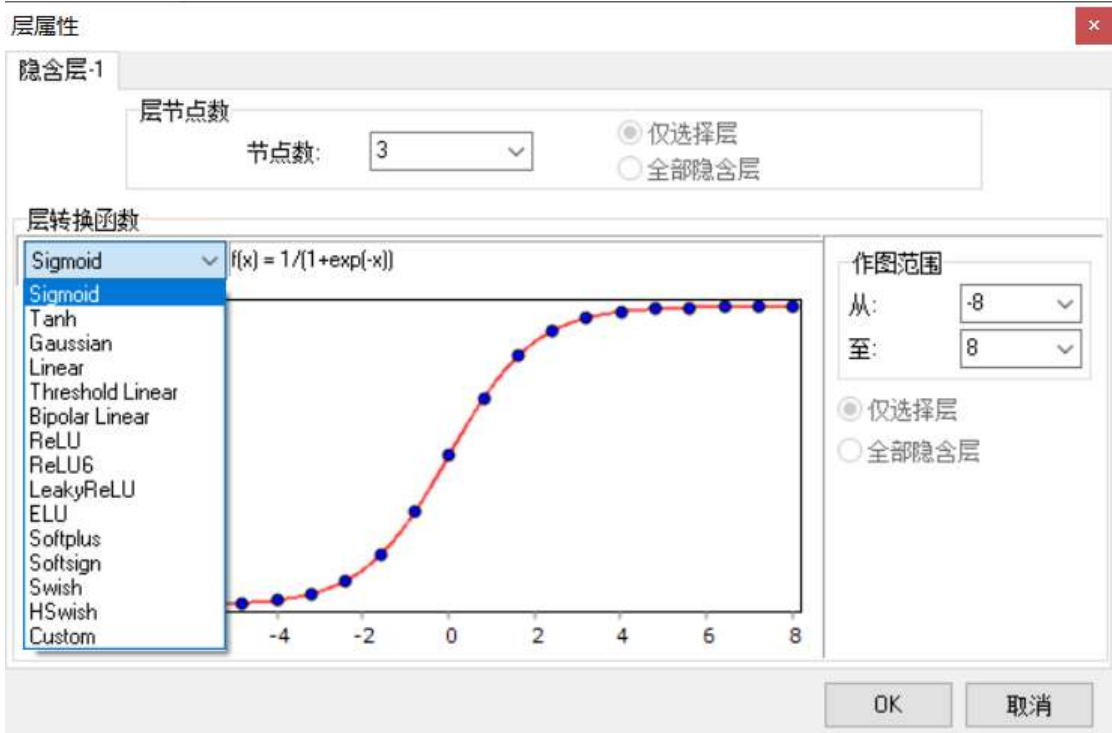 层属性
×
隐含层-1
层节点数
节点数: 3
仅选择层
全部隐含层
层转换函数
Sigmoid f(x) = 1/(1+exp(-x))
Sigmoid
Tanh
Gaussian
Linear
Threshold Linear
Bipolar Linear
ReLU
ReLU6
LeakyReLU
ELU
Softplus
Softsign
Swish
HSwish
Custom
-4 -2 0 2 4 6 8
作图范围
从: -8
至: 8
仅选择层
全部隐含层
OK 取消